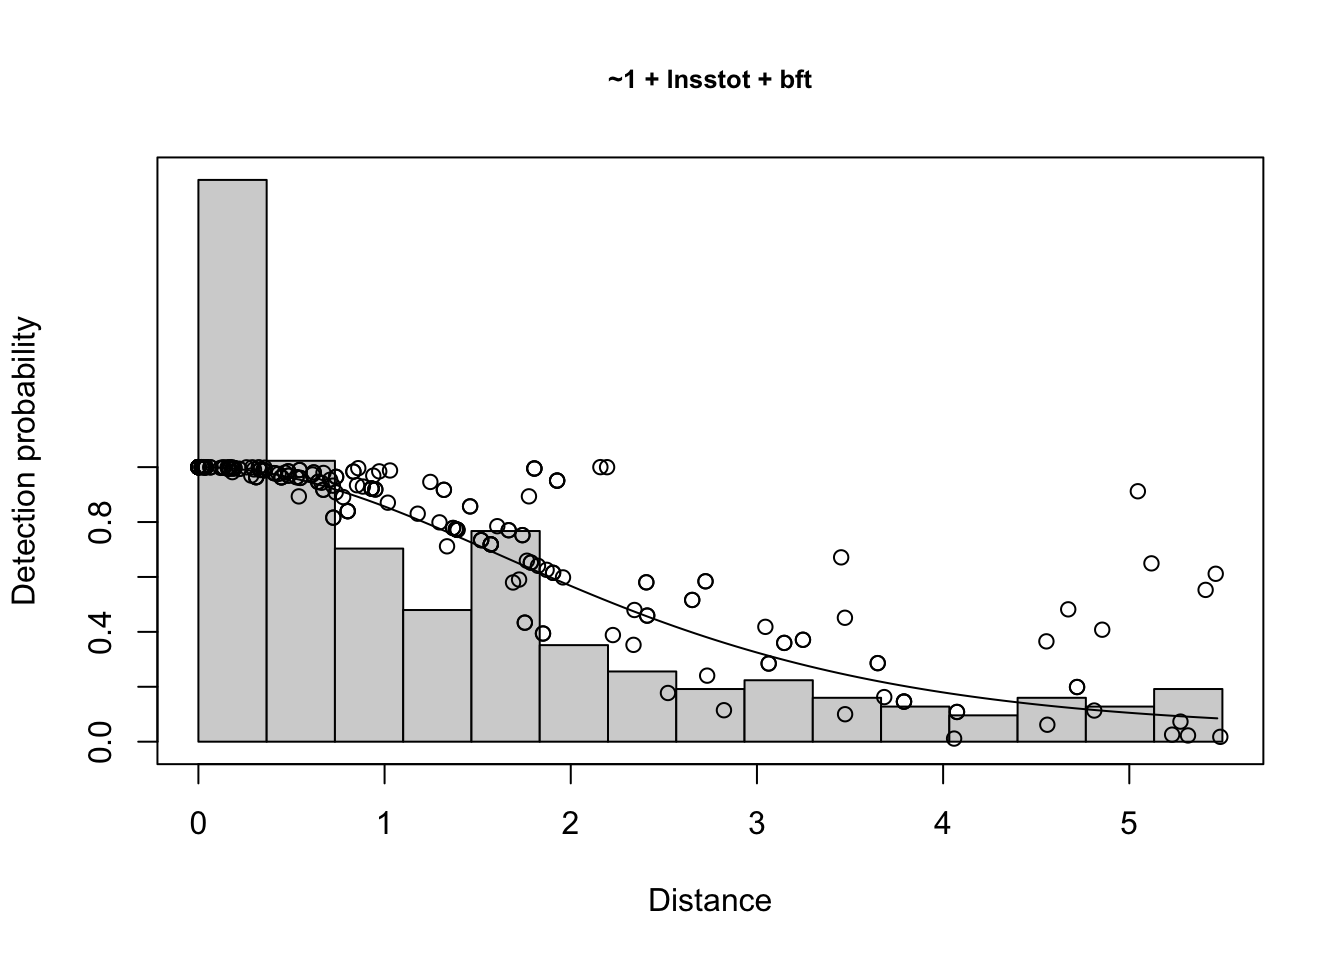 ~1 + lnsstot + bft
Detection probability
0.8
0.4
0.0
0 1 2 3 4 5
Distance